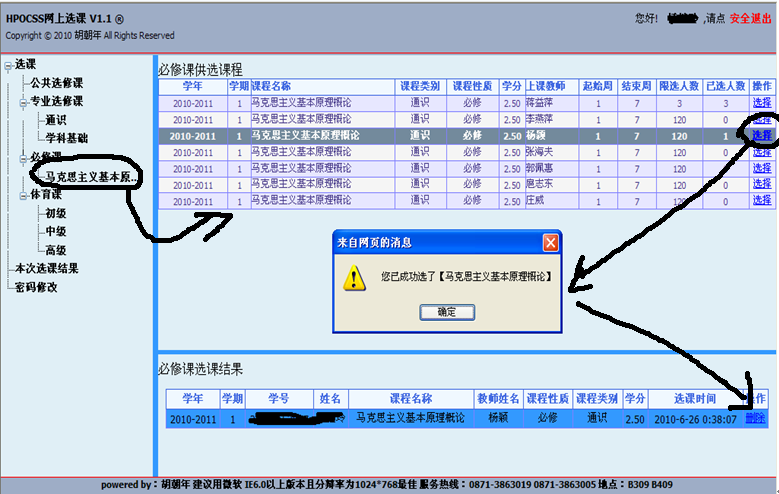 HPOCSS网上选课 V1.1 ®
Copyright © 2010 胡朝年 All Rights Reserved
您好! ,请点 安全退出
选课
公共选修课
专业选修课
通识
学科基础
必修课
马克思主义基本原...
体育课
初级
中级
高级
本次选课结果
密码修改
必修课供选课程
学年 学期 课程名称 课程类别 课程性质 学分 上课教师 起始周 结束周 限选人数 已选人数 操作
2010-2011 1 马克思主义基本原理概论 通识 必修 2.50 蒋益萍 1 7 3 3 选择
2010-2011 1 马克思主义基本原理概论 通识 必修 2.50 李燕萍 1 7 120 0 选择
2010-2011 1 马克思主义基本原理概论 通识 必修 2.50 杨颖 1 7 120 1 选择
2010-2011 1 马克思主义基本原理概论 通识 必修 2.50 张海夫 1 7 120 0 选择
2010-2011 1 马克思主义基本原理概论 通识 必修 2.50 郭佩惠 1 7 120 0 选择
2010-2011 1 马克思主义基本原理概论 通识 必修 2.50 扈志东 1 7 120 0 选择
2010-2011 1 马克思主义基本原理概论 通识 必修 2.50 庄威 1 7 120 0 选择
来自网页的消息
您已成功选了【马克思主义基本原理概论】
确定
必修课选课结果
学年 学期 学号 姓名 课程名称 教师姓名 课程性质 课程类别 学分 选课时间 操作
2010-2011 1 马克思主义基本原理概论 杨颖 必修 通识 2.50 2010-6-26 0:38:07 删除
powered by：胡朝年 建议用微软 IE6.0以上版本且分辩率为1024*768最佳 服务热线：0871-3863019 0871-3863005 地点：B309 B409